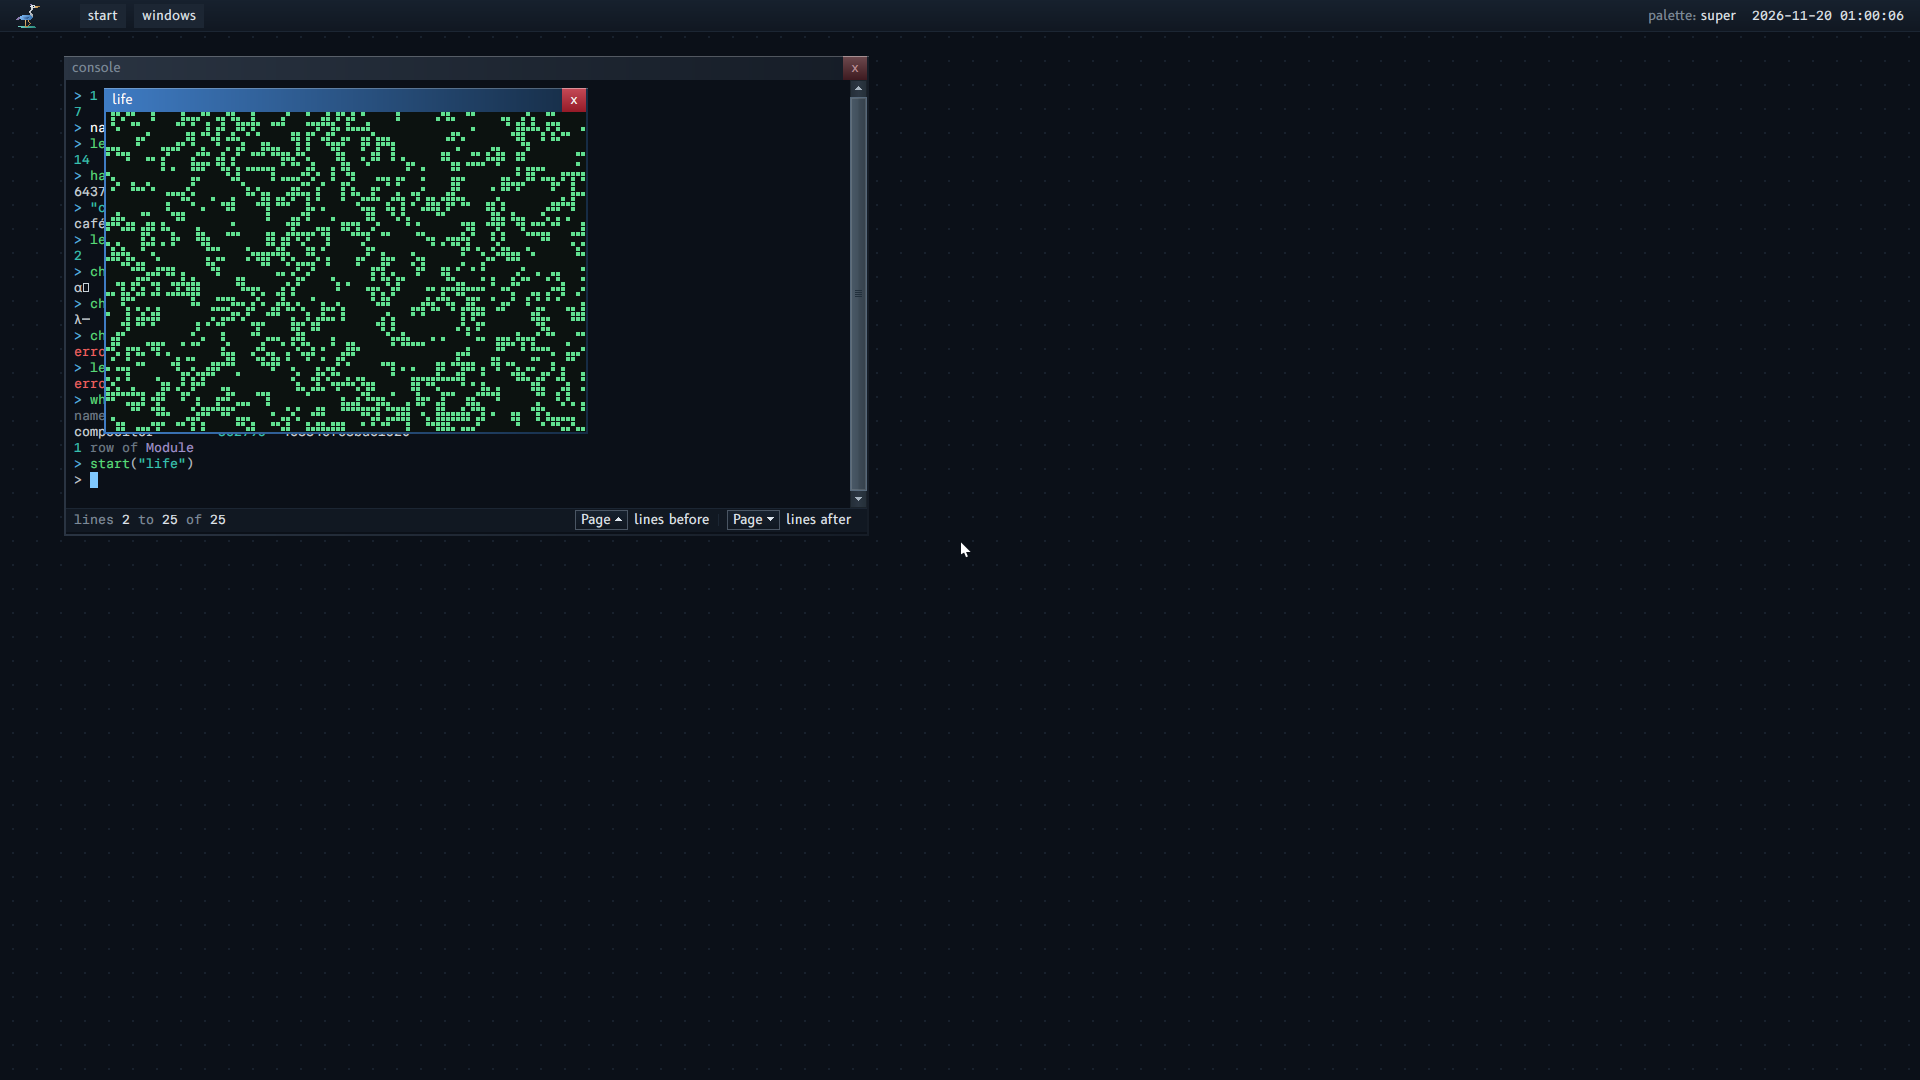 start windows palette: super 2026-11-20 01:00:06
console x
life x
> 1
7
> na
> le
14
> ha
6437
> "c
café
> le
2
> ch
α▯
> ch
λ—
> ch
erro
> le
erro
> wh
name
1 row of Module
> start("life")
>
lines 2 to 25 of 25 Page lines before Page lines after